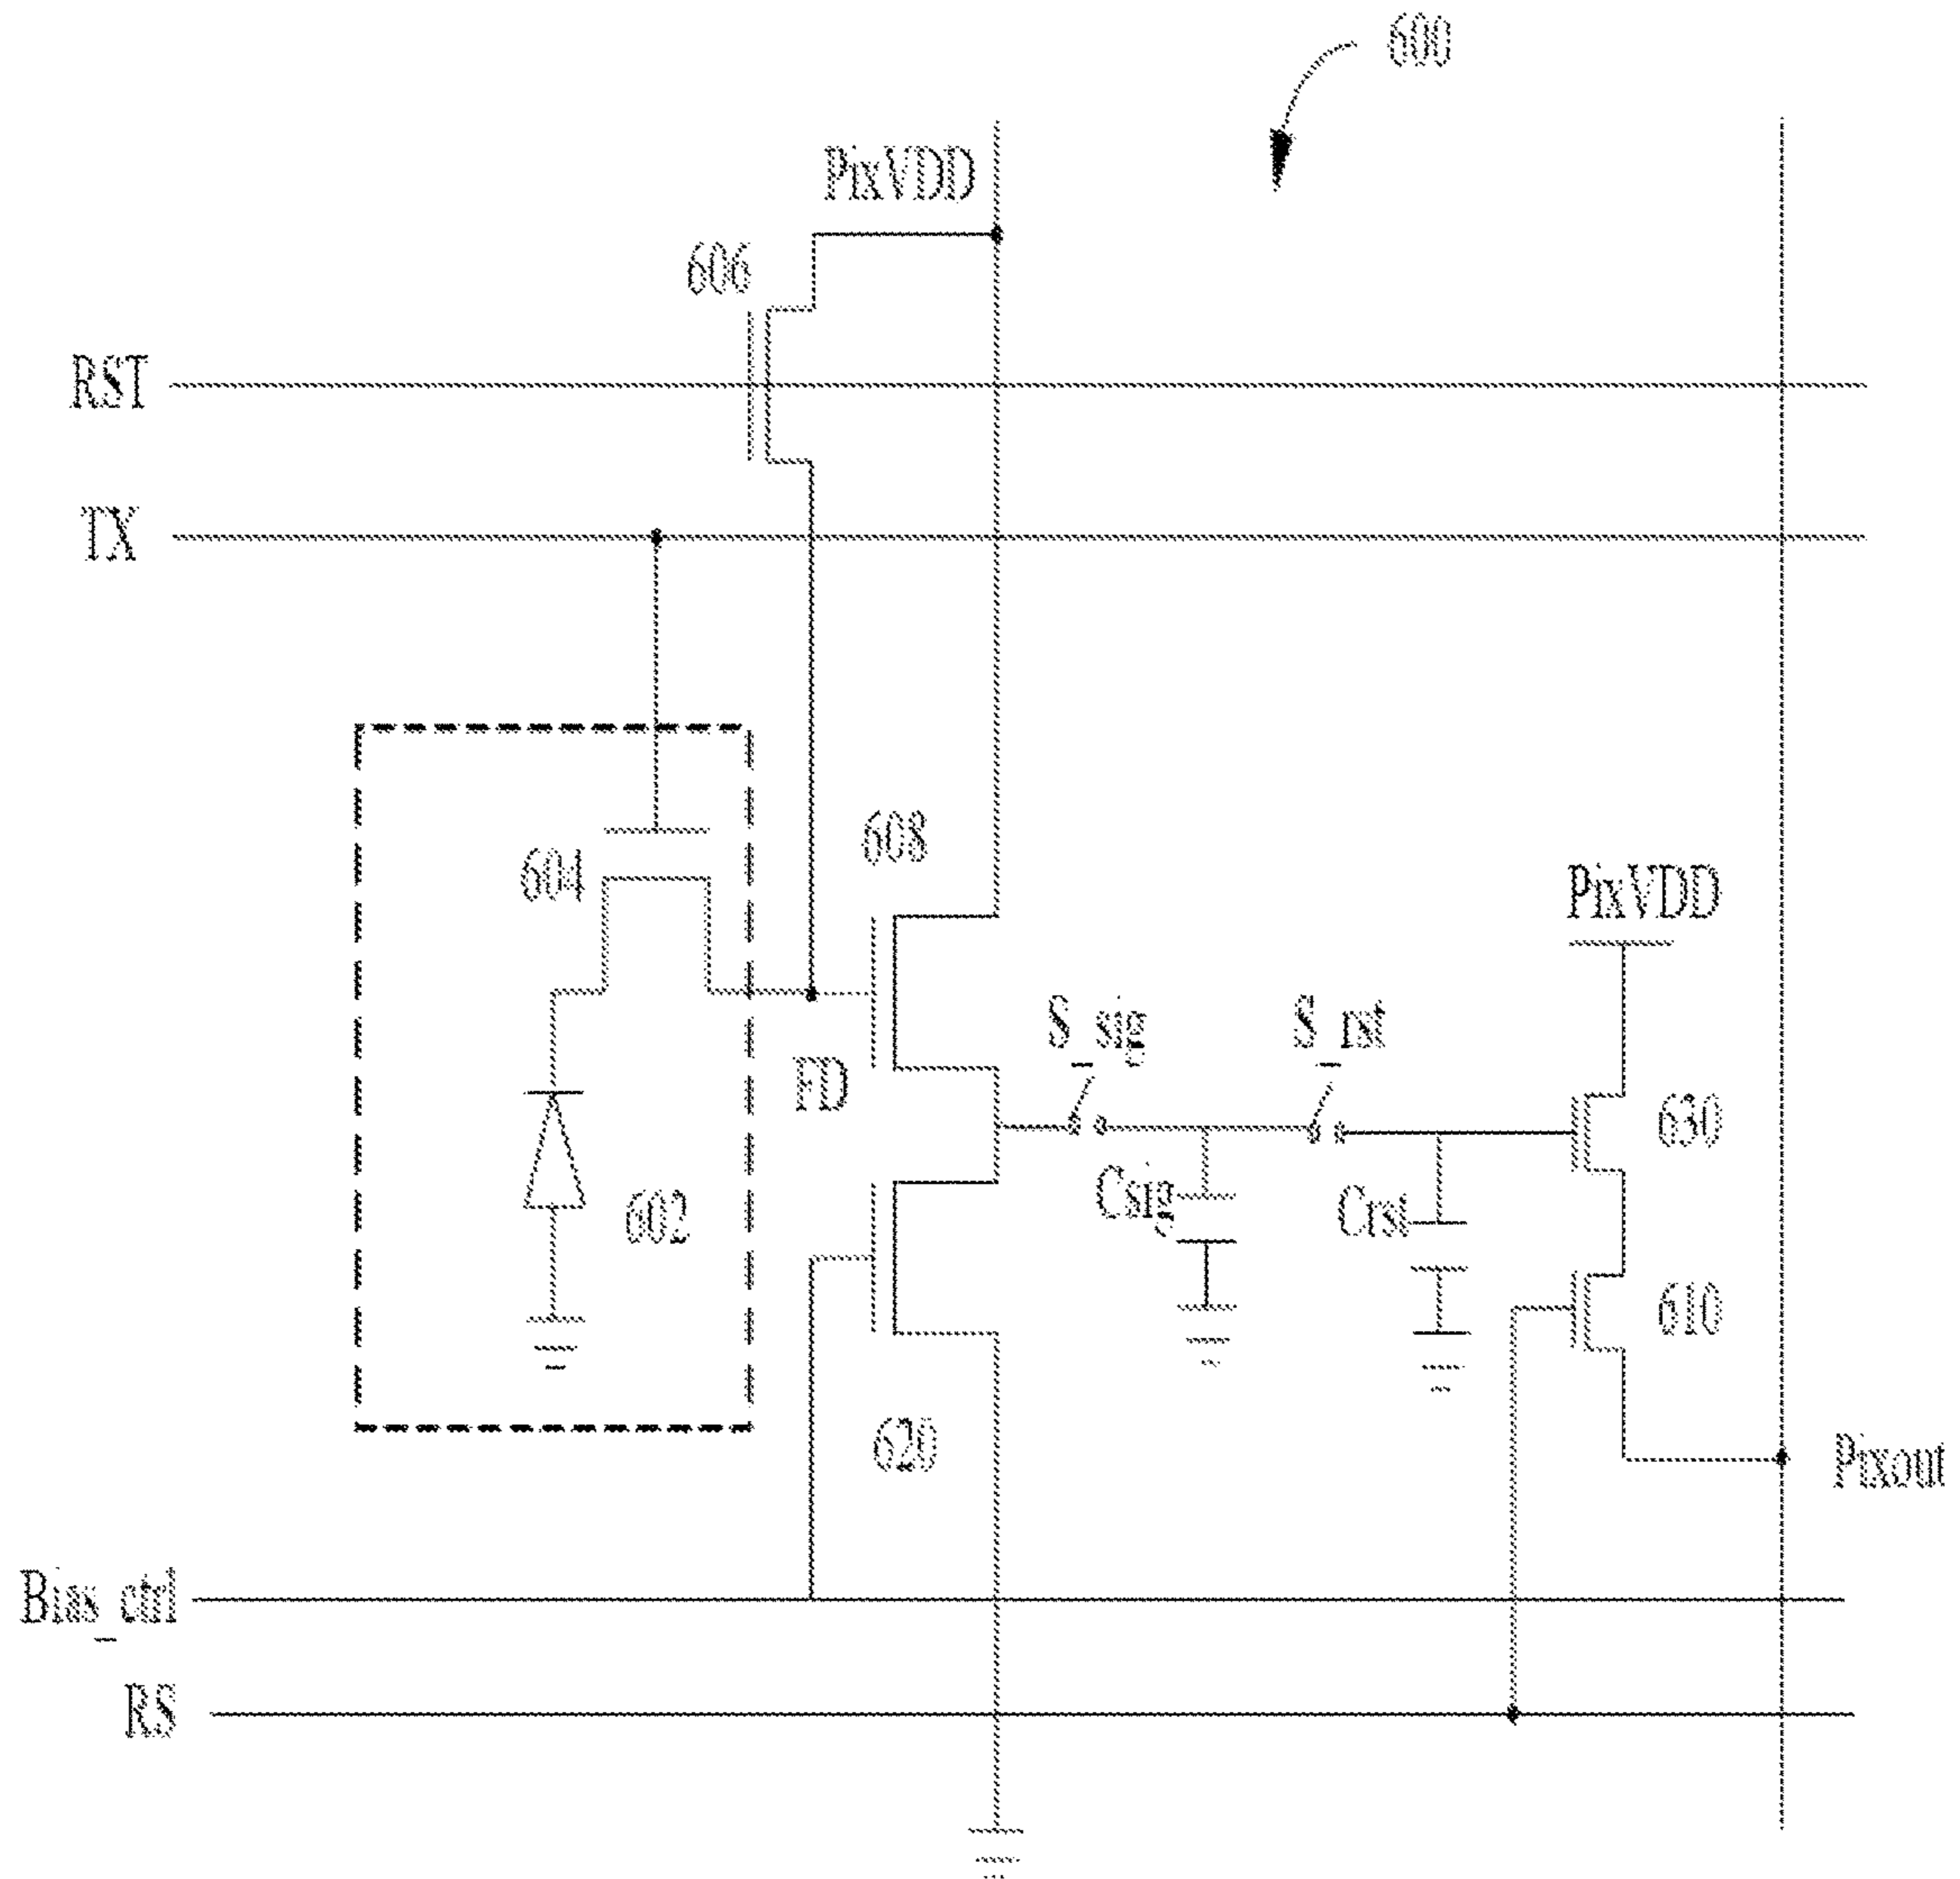 600
PixVDD
606
RST
TX
608
604
PixVDD
S_sig
S_rst
FD
630
Csig
Crst
602
610
620
Pixout
Bias_ctrl
RS